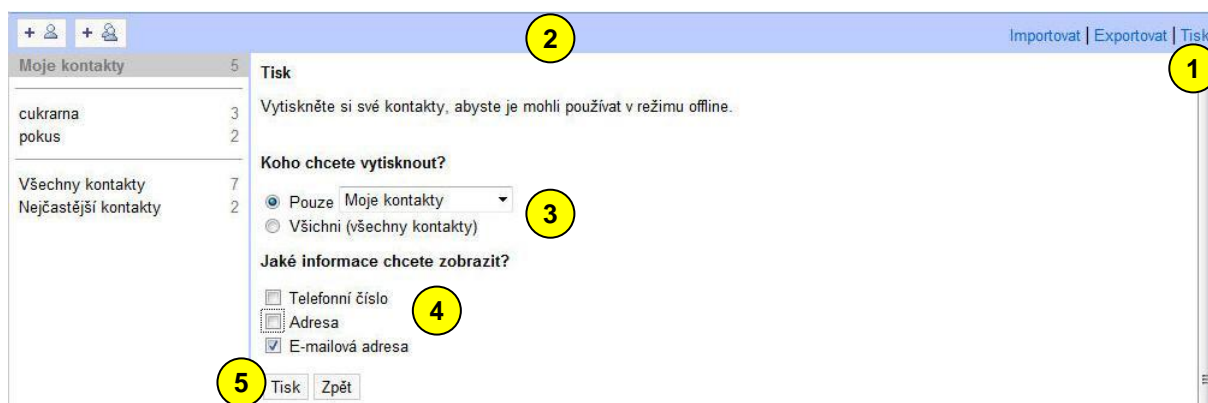 + +
2
Importovat | Exportovat | Tisk
1
Moje kontakty 5
cukrarna 3
pokus 2
Všechny kontakty 7
Nejčastější kontakty 2
Tisk
Vytiskněte si své kontakty, abyste je mohli používat v režimu offline.
Koho chcete vytisknout?
Pouze Moje kontakty
Všichni (všechny kontakty)
3
Jaké informace chcete zobrazit?
Telefonní číslo
Adresa
E-mailová adresa
4
5
Tisk Zpět